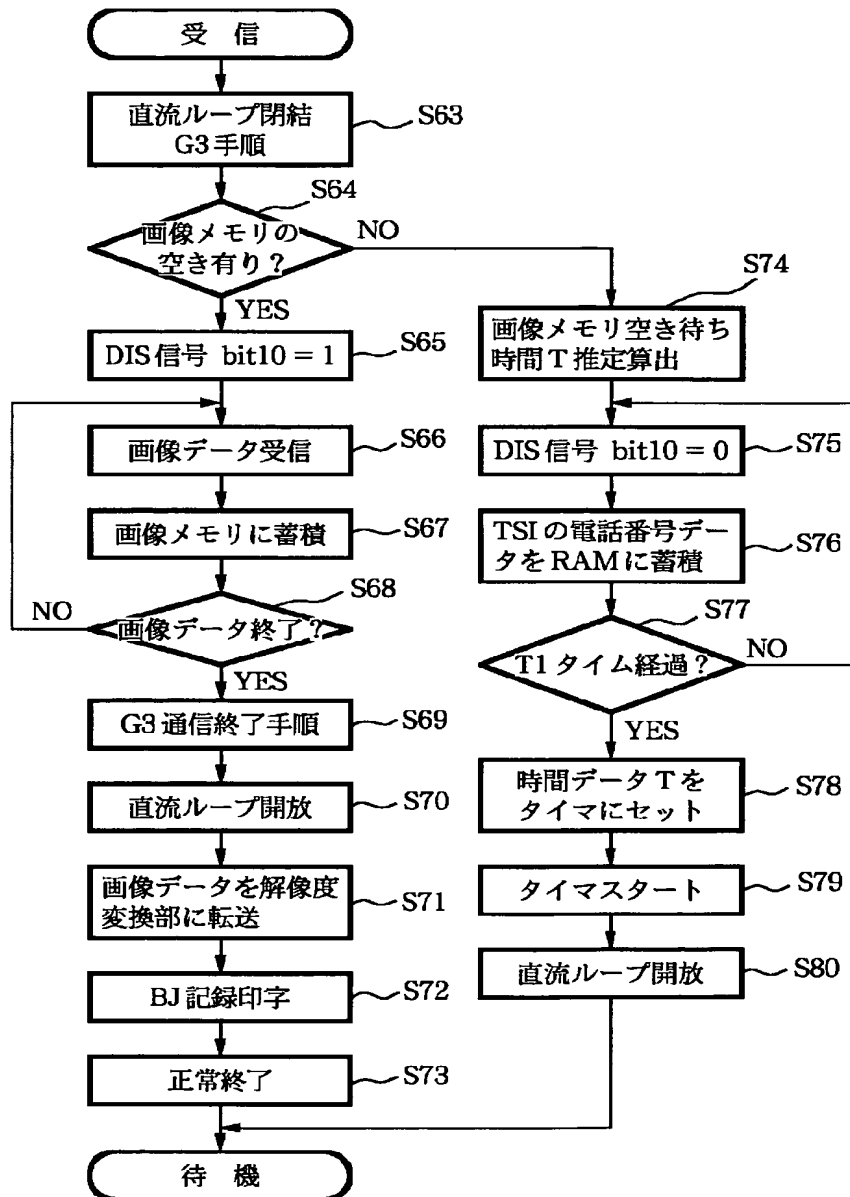 受 信
直流ループ閉結
G3手順
S63
S64
画像メモリの
空き有り？
NO
YES
DIS信号 bit10 = 1
S65
画像データ受信
S66
画像メモリに蓄積
S67
S68
画像データ終了？
NO
YES
G3通信終了手順
S69
直流ループ開放
S70
画像データを解像度
変換部に転送
S71
BJ記録印字
S72
正常終了
S73
待 機
S74
画像メモリ空き待ち
時間T推定算出
DIS信号 bit10 = 0
S75
TSIの電話番号デー
タをRAMに蓄積
S76
S77
T1タイム経過？
NO
YES
時間データTを
タイマにセット
S78
タイマスタート
S79
直流ループ開放
S80